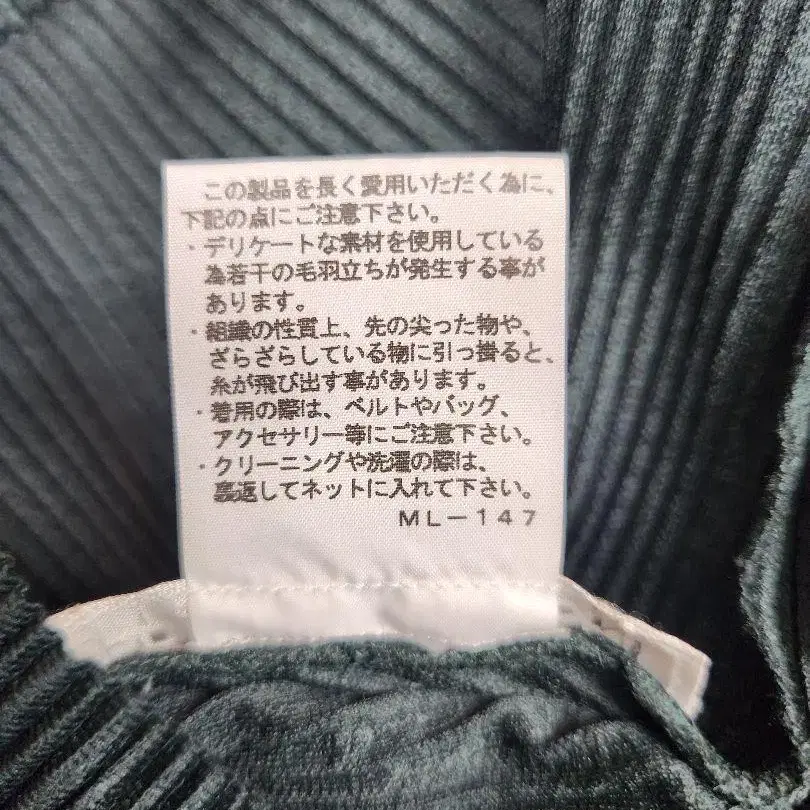 この製品を長く愛用いただく為に、
下記の点にご注意下さい。
・デリケートな素材を使用している
為若干の毛羽立ちが発生する事が
あります。
・組織の性質上、先の尖った物や、
ざらざらしている物に引っ掛ると、
糸が飛び出す事があります。
・着用の際は、ベルトやバッグ、
アクセサリー等にご注意下さい。
・クリーニングや洗濯の際は、
裏返してネットに入れて下さい。
ML-147